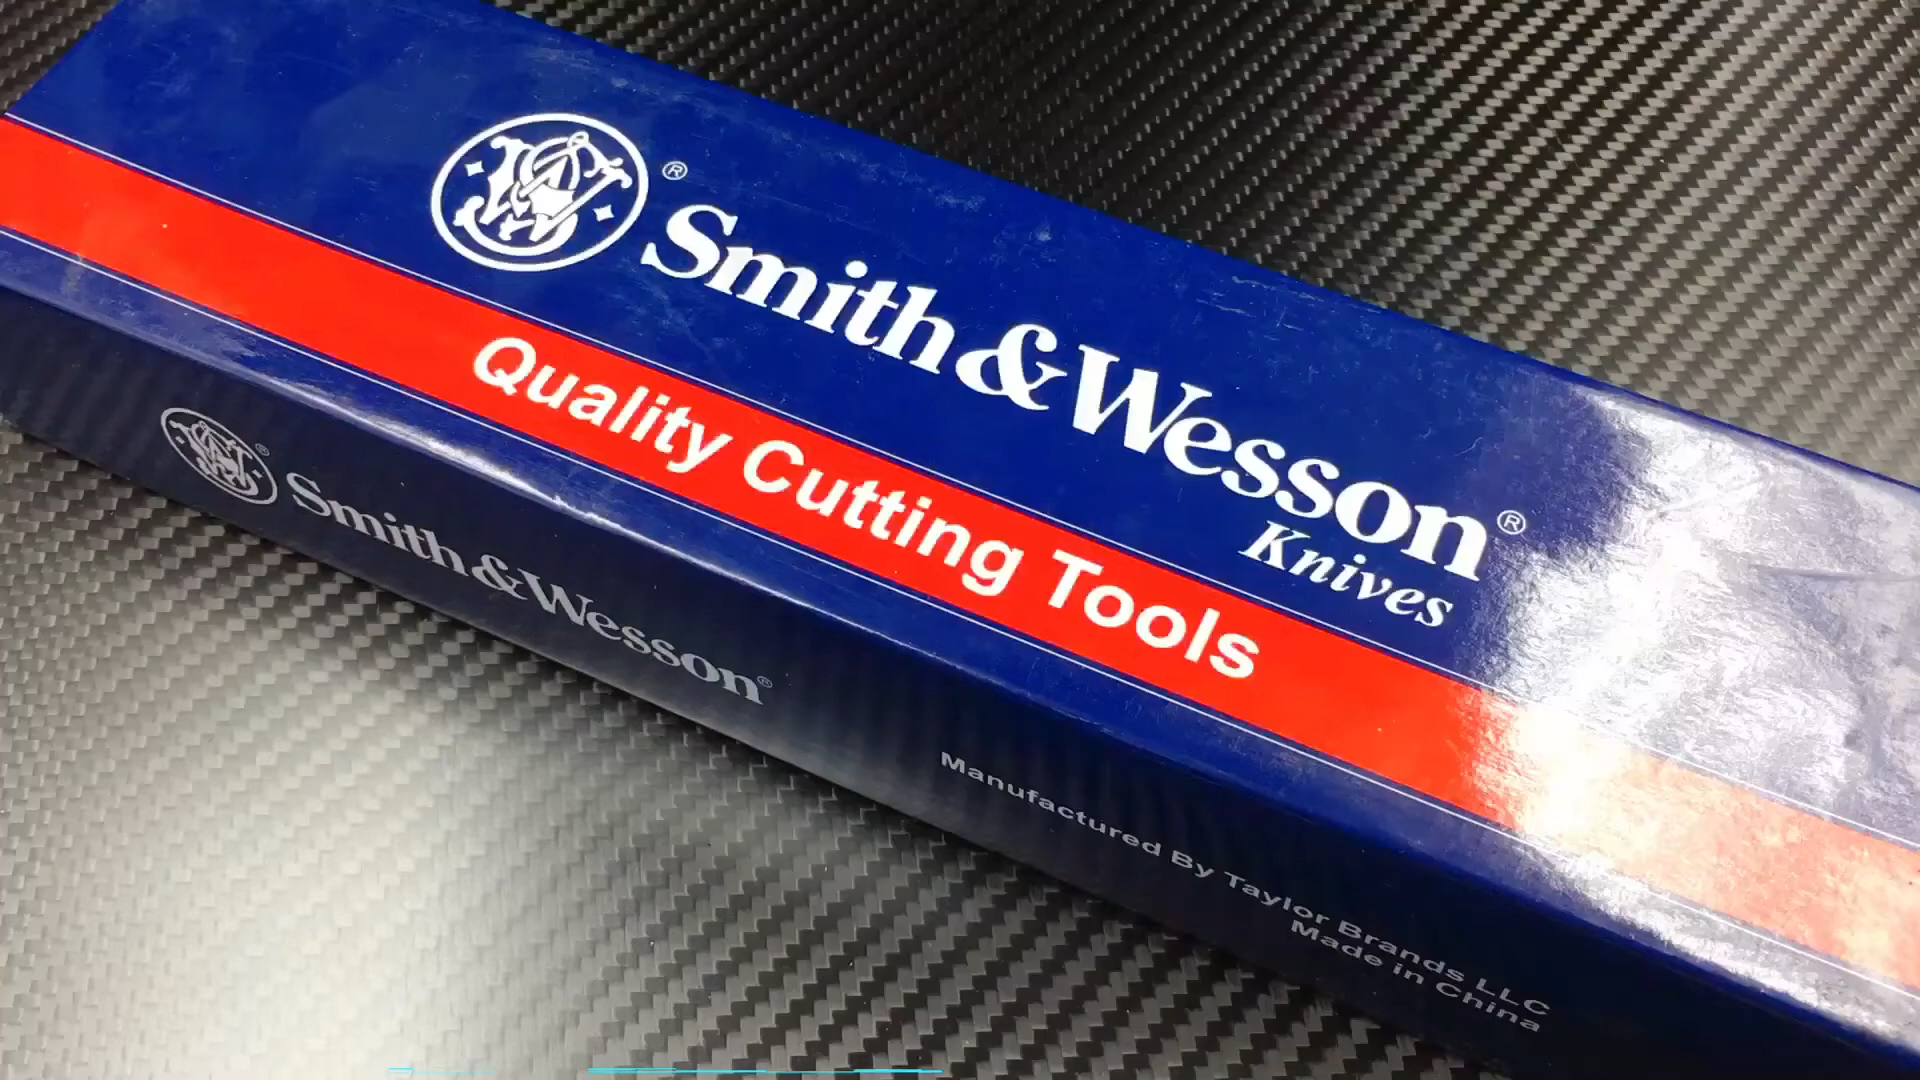 Smith & Wesson®
Knives
Quality Cutting Tools
Smith & Wesson®
Manufactured By Taylor Brands LLC
Made in China